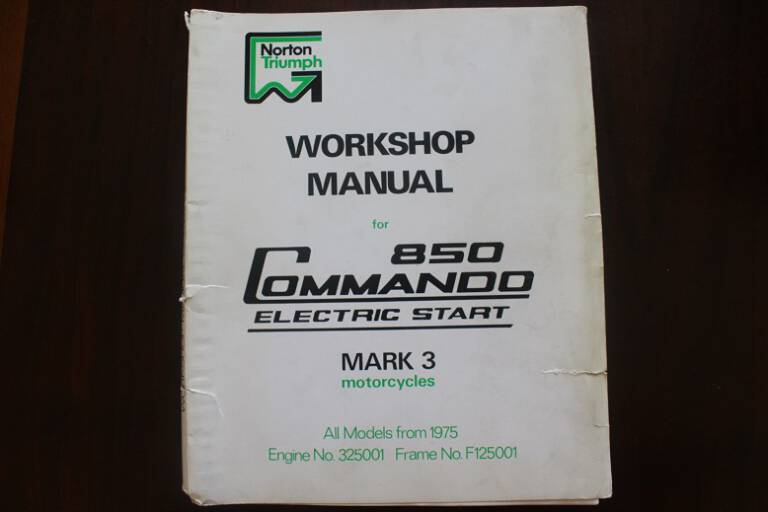 Norton
Triumph
WORKSHOP
MANUAL
for
850
COMMANDO
ELECTRIC START
MARK 3
motorcycles
All Models from 1975
Engine No. 325001 Frame No. F125001